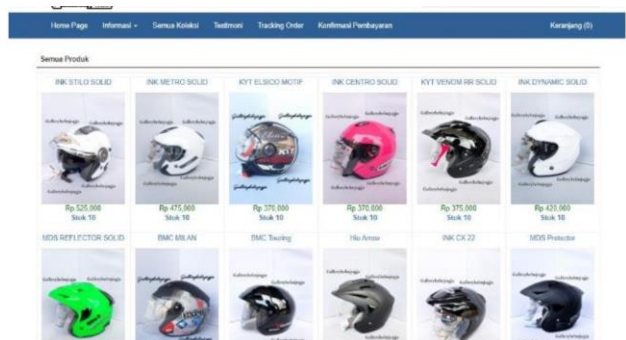 Home Page Informasi Semua Koleksi Testimoni Tracking Order Konfirmasi Pembayaran Keranjang (0)
Semua Produk
INK STILO SOLID INK METRO SOLID KYT ELSICO MOTIF INK CENTRO SOLID KYT VENOM RR SOLID INK DYNAMIC SOLID
Rp 525,000 Rp 475,000 Rp 370,000 Rp 370,000 Rp 375,000 Rp 420,000
Stok 10 Stok 10 Stok 10 Stok 10 Stok 10 Stok 10
MDS REFLECTOR SOLID BMC MILAN BMC Touring Hiu Arrow INK CX 22 MDS Protector